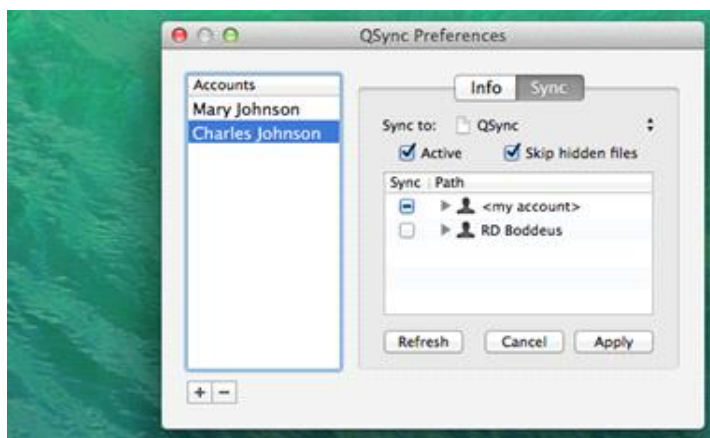 QSync Preferences
Accounts
Mary Johnson
Charles Johnson
Info Sync
Sync to: QSync
Active Skip hidden files
Sync Path
<my account>
RD Boddeus
Refresh Cancel Apply
+ -